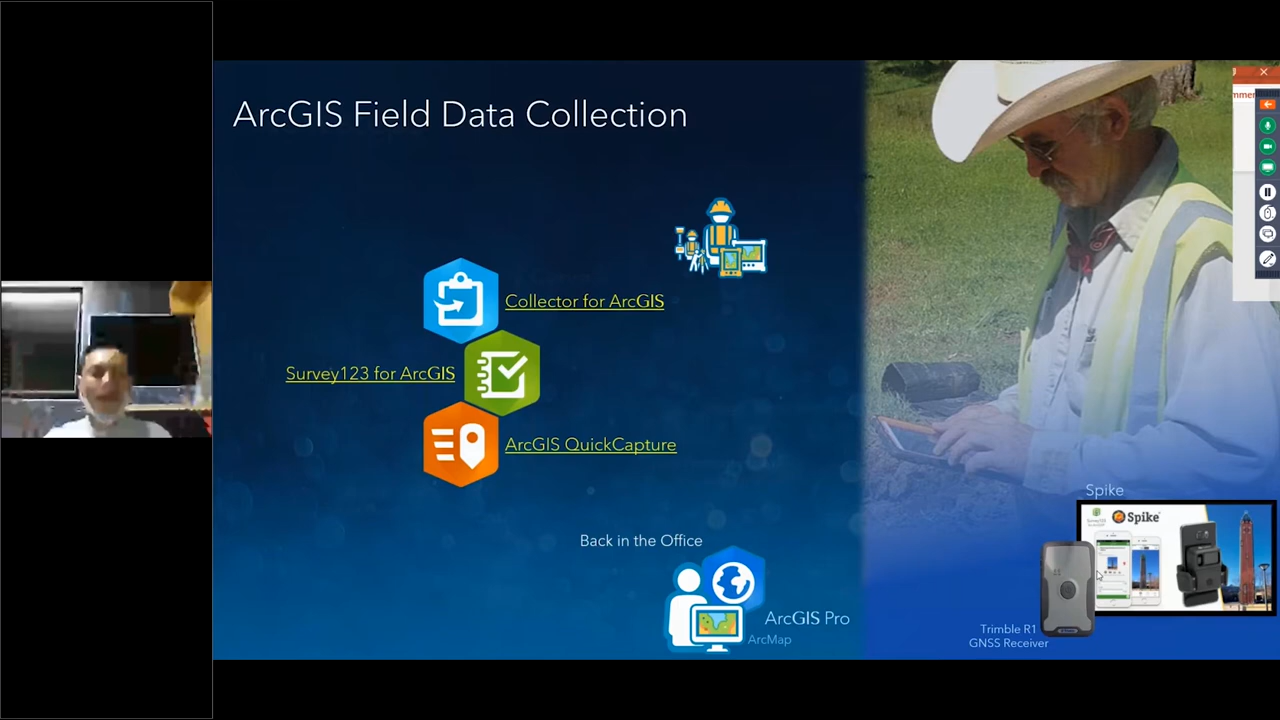 ArcGIS Field Data Collection
Collector for ArcGIS
Survey123 for ArcGIS
ArcGIS QuickCapture
Back in the Office
ArcGIS Pro
ArcMap
Spike
Spike
Trimble R1
GNSS Receiver